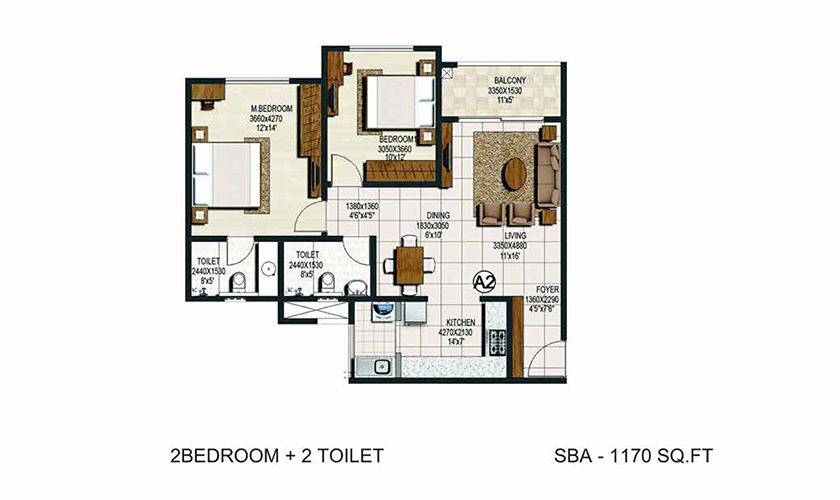 BALCONY
3350X1530
11'x5'
M.BEDROOM
3660x4270
12'x14'
BEDROOM1
3050X3660
10'x12'
1380x1360
4'6"x4'5"
DINING
1830x3050
6'x10'
LIVING
3350X4880
11'x16'
TOILET
2440X1530
8'x5'
TOILET
2440X1530
8'x5'
A2
FOYER
1360X2290
4'5"x7'6"
KITCHEN
4270X2130
14'x7'
2BEDROOM + 2 TOILET
SBA - 1170 SQ.FT